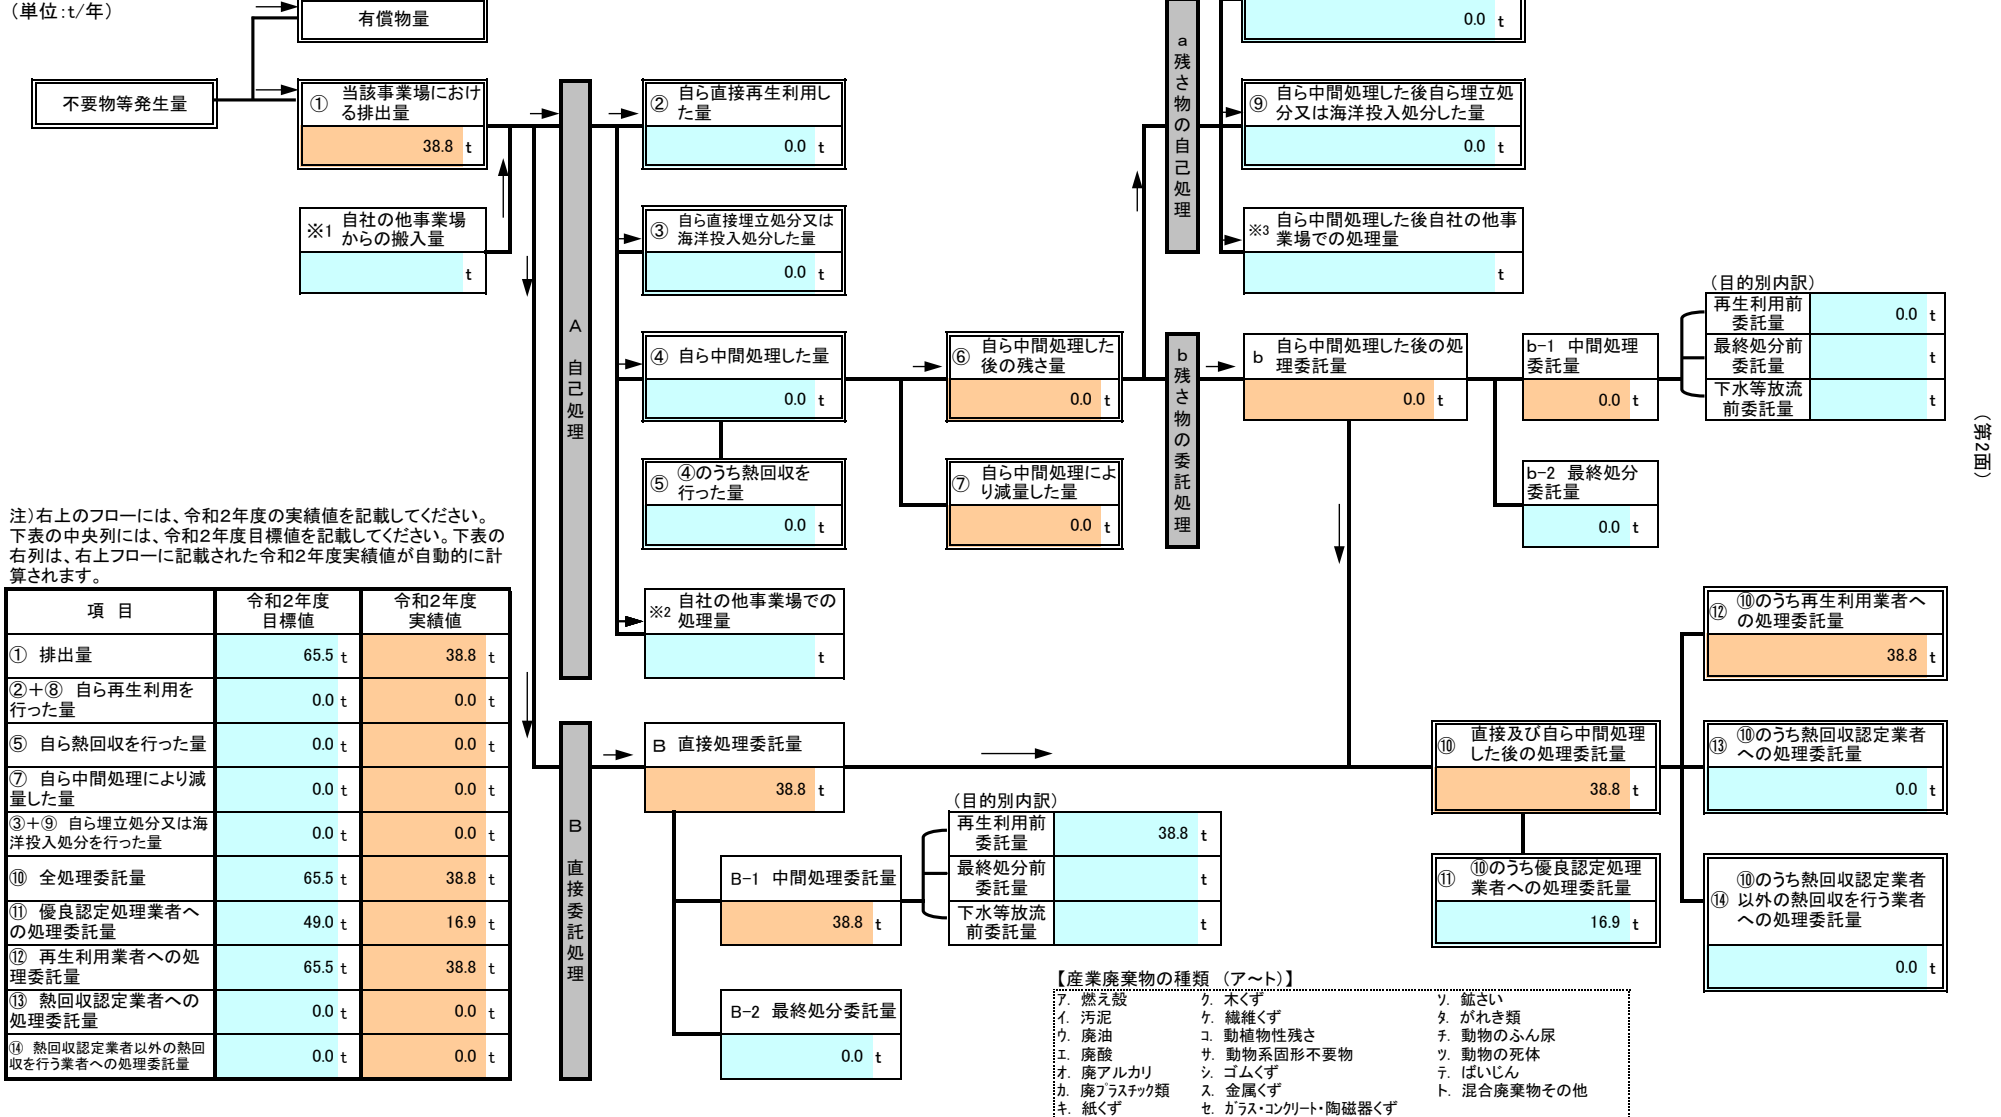 (単位:t/年)
有償物量
不要物等発生量
① 当該事業場におけ
る排出量
38.8 t
※1 自社の他事業場
からの搬入量
t
A 自己処理
② 自ら直接再生利用し
た量
0.0 t
③ 自ら直接埋立処分又は
海洋投入処分した量
0.0 t
④ 自ら中間処理した量
0.0 t
⑤ ④のうち熱回収を
行った量
0.0 t
※2 自社の他事業場での
処理量
t
⑥ 自ら中間処理した
後の残さ量
0.0 t
⑦ 自ら中間処理によ
り減量した量
0.0 t
a残さ物の自己処理
0.0 t
⑨ 自ら中間処理した後自ら埋立処
分又は海洋投入処分した量
0.0 t
※3 自ら中間処理した後自社の他事
業場での処理量
t
b残さ物の委託処理
b 自ら中間処理した後の処
理委託量
0.0 t
b-1 中間処理
委託量
0.0 t
b-2 最終処分
委託量
0.0 t
(目的別内訳)
再生利用前
委託量
0.0 t
最終処分前
委託量
t
下水等放流
前委託量
t
(第2面)
注)右上のフローには、令和2年度の実績値を記載してください。
下表の中央列には、令和2年度目標値を記載してください。下表の
右列は、右上フローに記載された令和2年度実績値が自動的に計
算されます。
項 目 令和2年度 令和2年度
目標値 実績値
① 排出量 65.5 t 38.8 t
②+⑧ 自ら再生利用を
行った量 0.0 t 0.0 t
⑤ 自ら熱回収を行った量 0.0 t 0.0 t
⑦ 自ら中間処理により減
量した量 0.0 t 0.0 t
③+⑨ 自ら埋立処分又は海
洋投入処分を行った量 0.0 t 0.0 t
⑩ 全処理委託量 65.5 t 38.8 t
⑪ 優良認定処理業者へ
の処理委託量 49.0 t 16.9 t
⑫ 再生利用業者への処
理委託量 65.5 t 38.8 t
⑬ 熱回収認定業者への
処理委託量 0.0 t 0.0 t
⑭ 熱回収認定業者以外の熱回
収を行う業者への処理委託量 0.0 t 0.0 t
B 直接委託処理
B 直接処理委託量
38.8 t
B-1 中間処理委託量
38.8 t
B-2 最終処分委託量
0.0 t
(目的別内訳)
再生利用前
委託量
38.8 t
最終処分前
委託量
t
下水等放流
前委託量
t
⑩ 直接及び自ら中間処理
した後の処理委託量
38.8 t
⑪ ⑩のうち優良認定処理
業者への処理委託量
16.9 t
⑫ ⑩のうち再生利用業者へ
の処理委託量
38.8 t
⑬ ⑩のうち熱回収認定業者
への処理委託量
0.0 t
⑭ ⑩のうち熱回収認定業者
以外の熱回収を行う業者
への処理委託量
0.0 t
【産業廃棄物の種類 (ア~ト)】
ア. 燃え殻 ク. 木くず ソ. 鉱さい
イ. 汚泥 ケ. 繊維くず タ. がれき類
ウ. 廃油 コ. 動植物性残さ チ. 動物のふん尿
エ. 廃酸 サ. 動物系固形不要物 ツ. 動物の死体
オ. 廃アルカリ シ. ゴムくず テ. ばいじん
カ. 廃プラスチック類 ス. 金属くず ト. 混合廃棄物その他
キ. 紙くず セ. ガラス・コンクリート・陶磁器くず